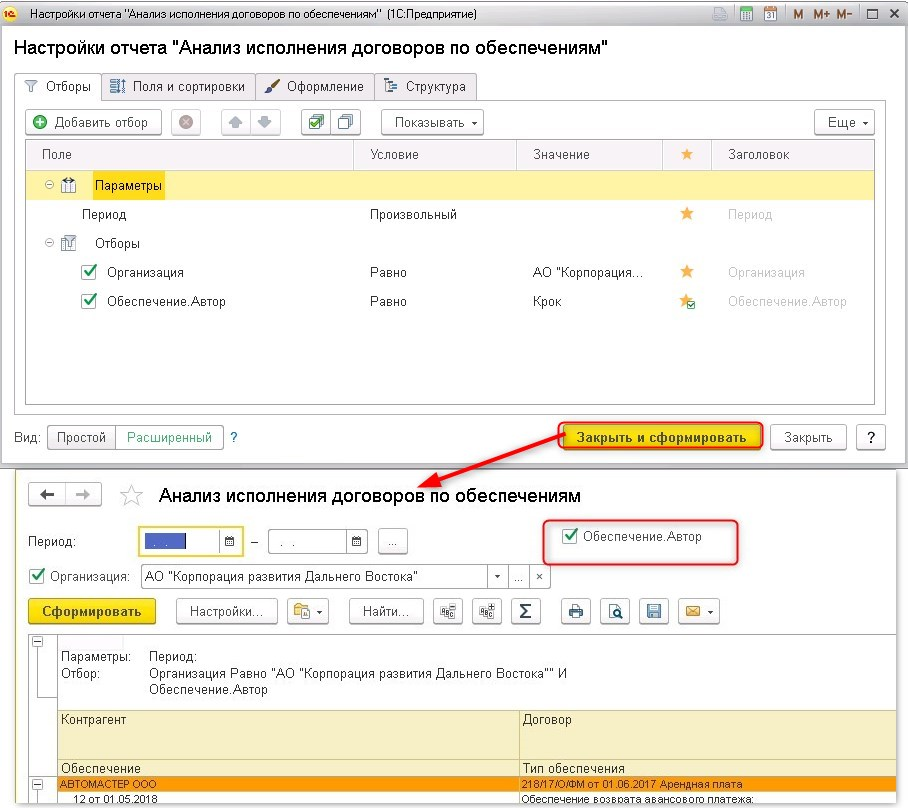 Настройки отчета "Анализ исполнения договоров по обеспечениям" (1С:Предприятие)
31 M M+ M-
Настройки отчета "Анализ исполнения договоров по обеспечениям"
Отборы Поля и сортировки Оформление Структура
Добавить отбор Показывать Еще
Поле Условие Значение Заголовок
Параметры
Период Произвольный Период
Отборы
Организация Равно АО "Корпорация... Организация
Обеспечение.Автор Равно Крок Обеспечение.Автор
Вид: Простой Расширенный ? Закрыть и сформировать Закрыть ?
Анализ исполнения договоров по обеспечениям
Период: . . – . . ... Обеспечение.Автор
Организация: АО "Корпорация развития Дальнего Востока" ... ×
Сформировать Настройки... Найти... Σ
Параметры: Период:
Отбор: Организация Равно "АО "Корпорация развития Дальнего Востока"" И
Обеспечение.Автор
Контрагент Договор
Обеспечение Тип обеспечения
АВТОМАСТЕР ООО 218/17/О/ФМ от 01.06.2017 Арендная плата
12 от 01.05.2018 Обеспечение возврата авансового платежа: